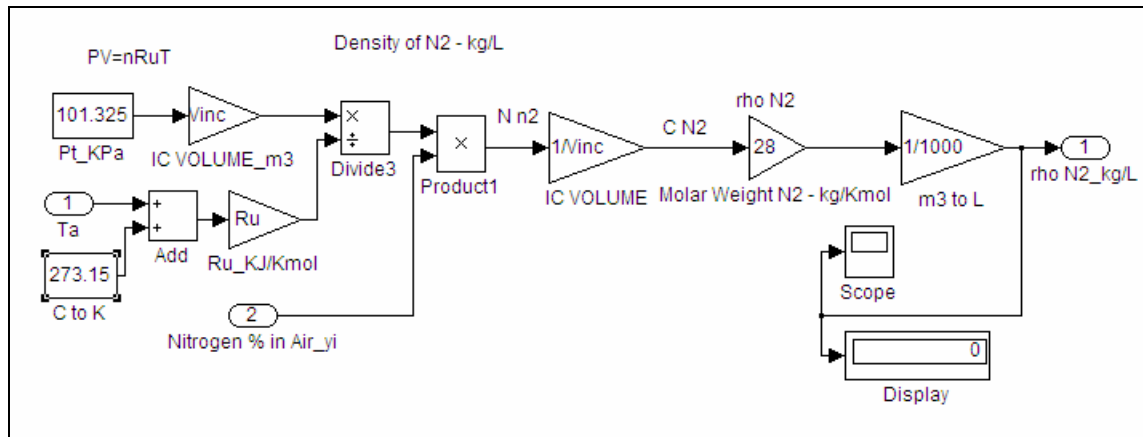 Density of N2 - kg/L
PV=nRuT
101.325
Pt_KPa
Vinc
IC VOLUME_m3
×
÷
Divide3
×
Product1
N n2
1/Vinc
IC VOLUME
C N2
rho N2
28
Molar Weight N2 - kg/Kmol
1/1000
m3 to L
1
rho N2_kg/L
1
Ta
+
+
Add
273.15
C to K
Ru
Ru_KJ/Kmol
2
Nitrogen % in Air_yi
Scope
0
Display